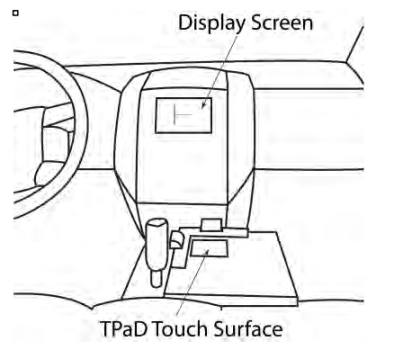 Display Screen
TPaD Touch Surface